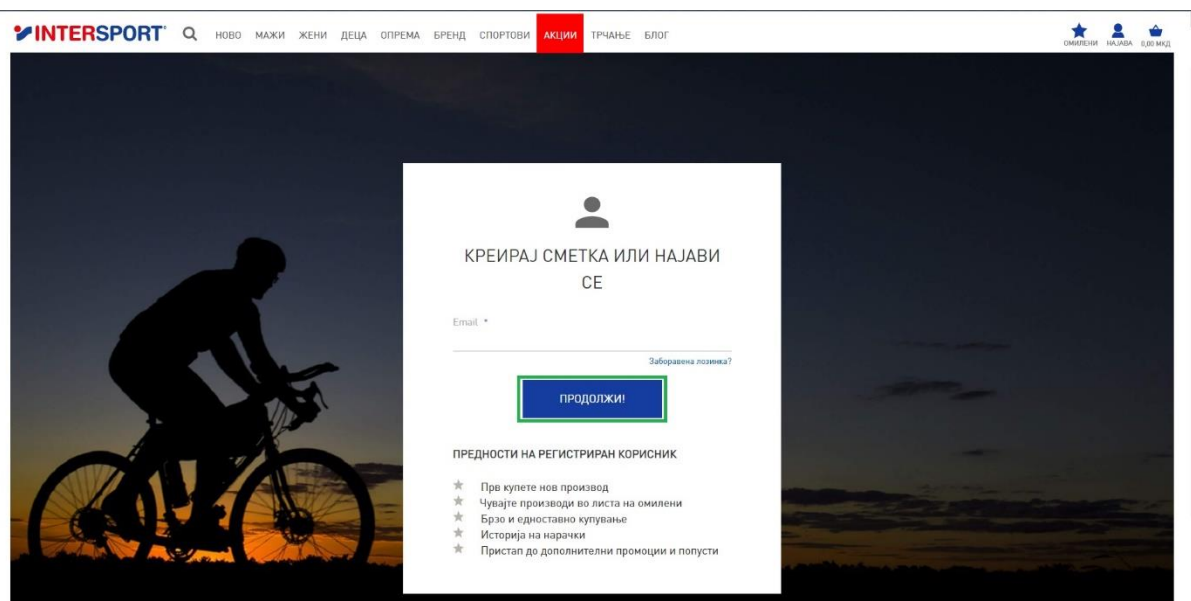 INTERSPORT НОВО МАЖИ ЖЕНИ ДЕЦА ОПРЕМА БРЕНД СПОРТОВИ АКЦИИ ТРЧАЊЕ БЛОГ ОМИЛЕНИ НАЈАВА 0,00 МКД
КРЕИРАЈ СМЕТКА ИЛИ НАЈАВИ
СЕ
Email *
Заборавена лозинка?
ПРОДОЛЖИ!
ПРЕДНОСТИ НА РЕГИСТРИРАН КОРИСНИК
Прв купете нов производ
Чувајте производи во листа на омилени
Брзо и едноставно купување
Историја на нарачки
Пристап до дополнителни промоции и попусти